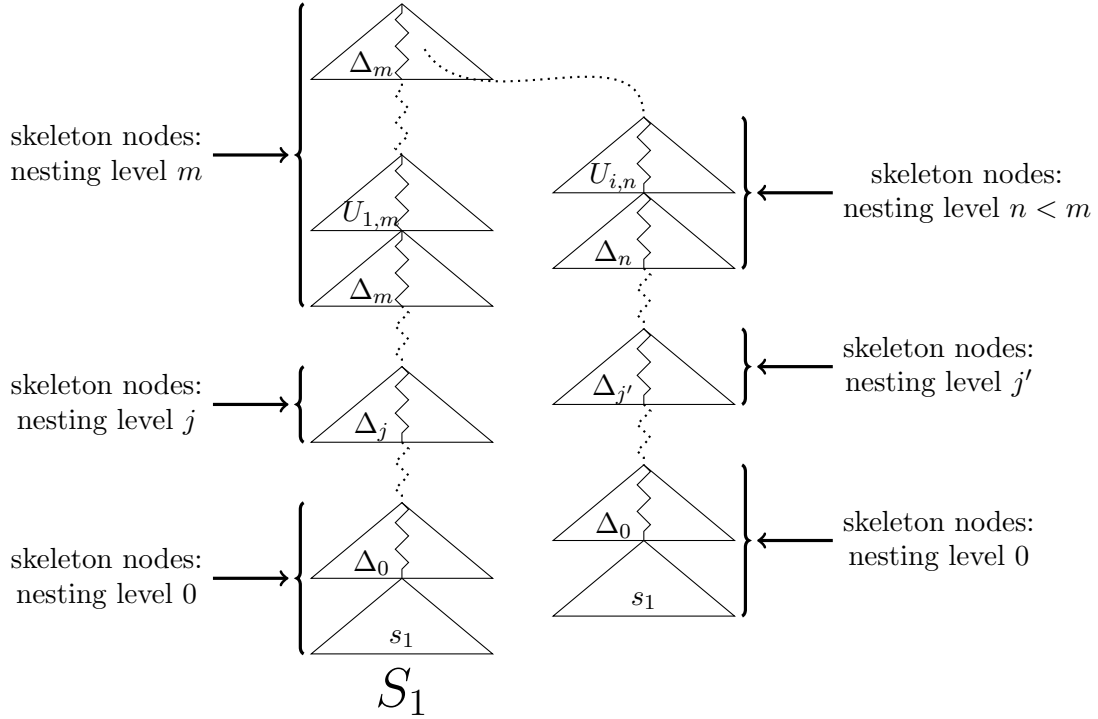 Δₘ
skeleton nodes:
nesting level m
U₁,ₘ
Δₘ
skeleton nodes:
nesting level j
Δⱼ
skeleton nodes:
nesting level 0
Δ₀
s₁
S₁
Uᵢ,ₙ
Δₙ
skeleton nodes:
nesting level n < m
Δⱼ′
skeleton nodes:
nesting level j′
Δ₀
s₁
skeleton nodes:
nesting level 0